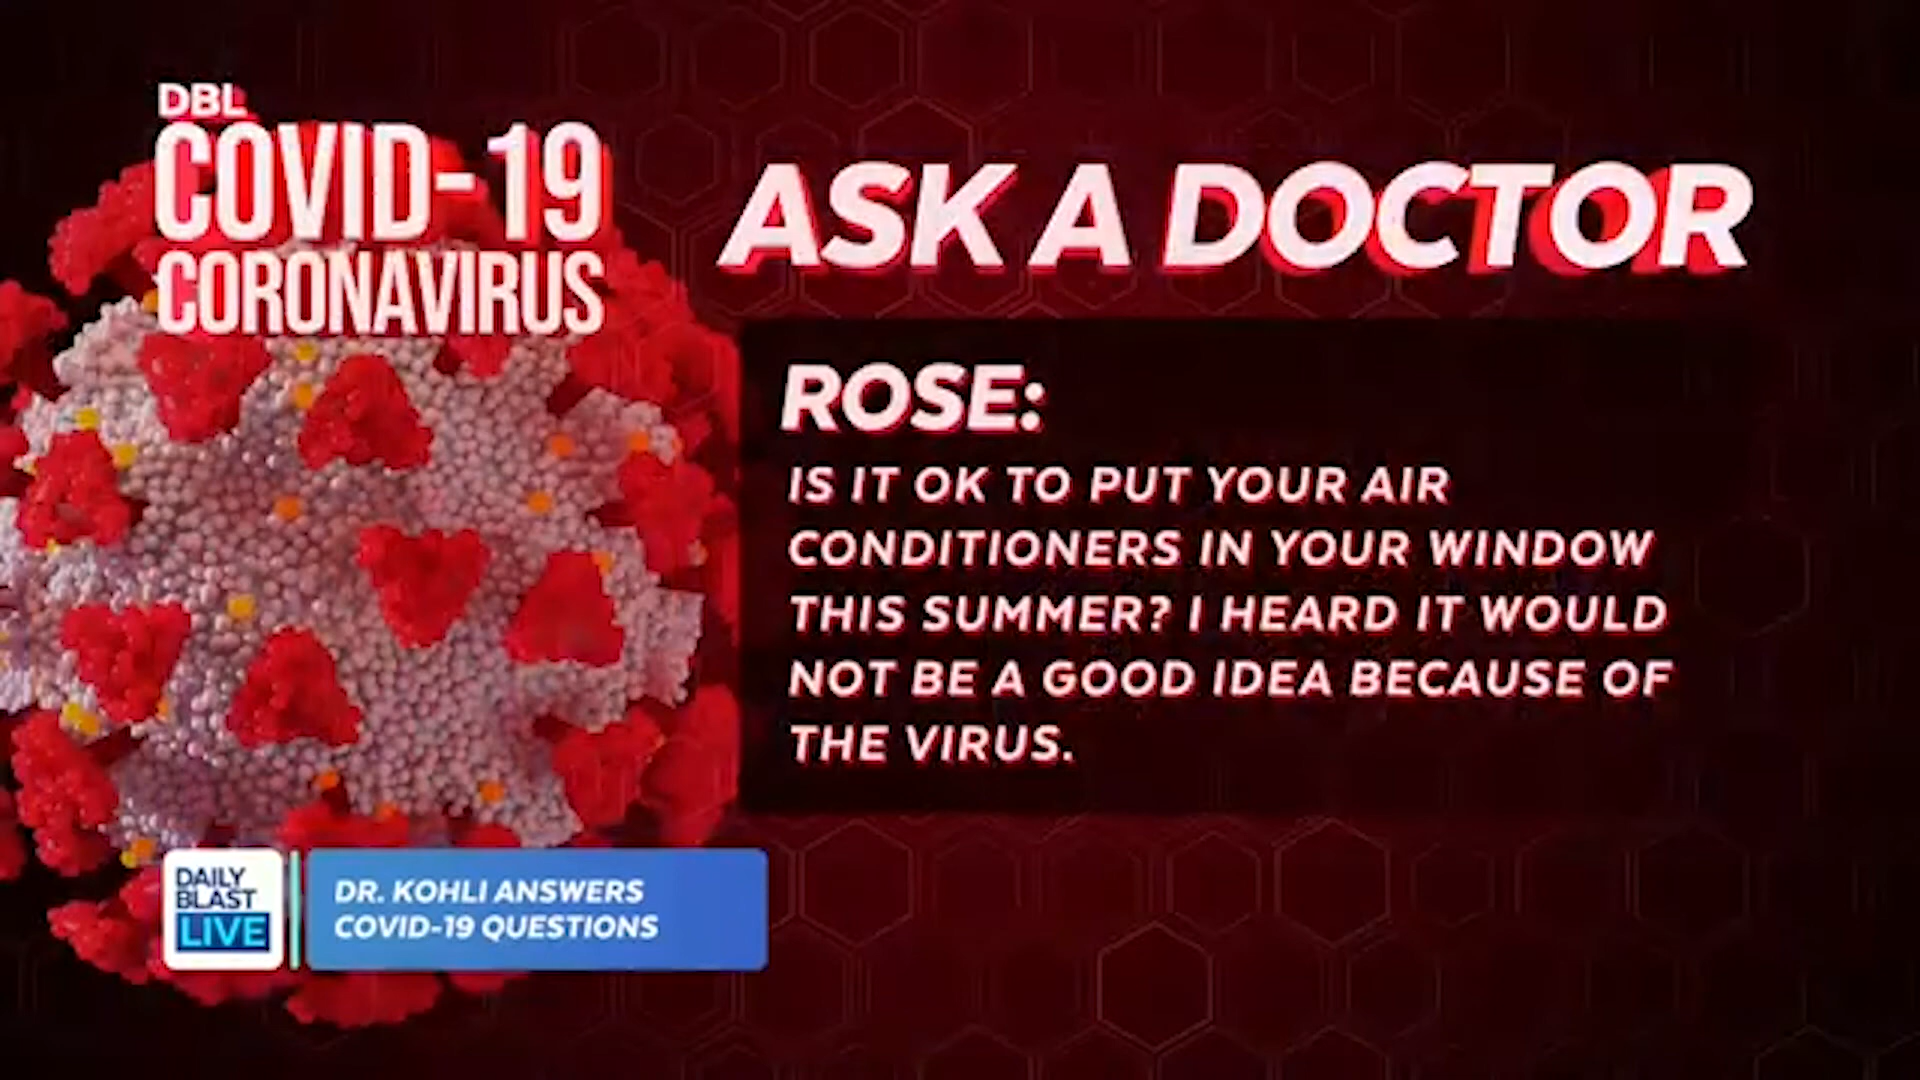 DBL
COVID-19
CORONAVIRUS
ASK A DOCTOR
ROSE:
IS IT OK TO PUT YOUR AIR
CONDITIONERS IN YOUR WINDOW
THIS SUMMER? I HEARD IT WOULD
NOT BE A GOOD IDEA BECAUSE OF
THE VIRUS.
DAILY
BLAST
LIVE
DR. KOHLI ANSWERS
COVID-19 QUESTIONS